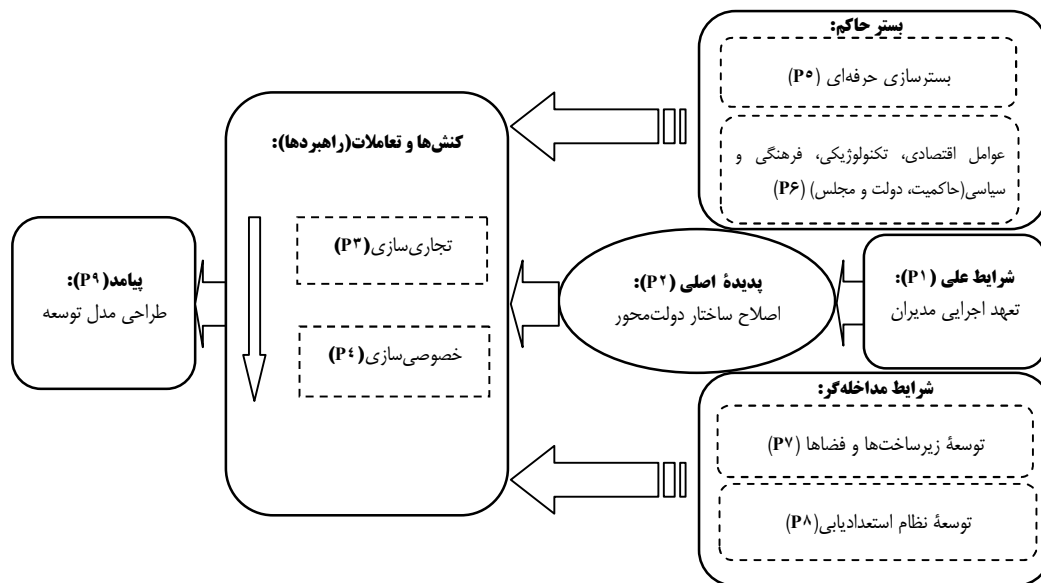 بستر حاکم:
بسترسازی حرفه‌ای (P۵)
عوامل اقتصادی، تکنولوژیکی، فرهنگی و
سیاسی(حاکمیت، دولت و مجلس) (P۶)
شرایط علی (P۱):
تعهد اجرایی مدیران
پدیدهٔ اصلی (P۲):
اصلاح ساختار دولت‌محور
شرایط مداخله‌گر:
توسعهٔ زیرساخت‌ها و فضاها (P۷)
توسعهٔ نظام استعدادیابی(P۸)
کنش‌ها و تعاملات(راهبردها):
تجاری‌سازی(P۳)
خصوصی‌سازی(P٤)
پیامد(P۹):
طراحی مدل توسعه